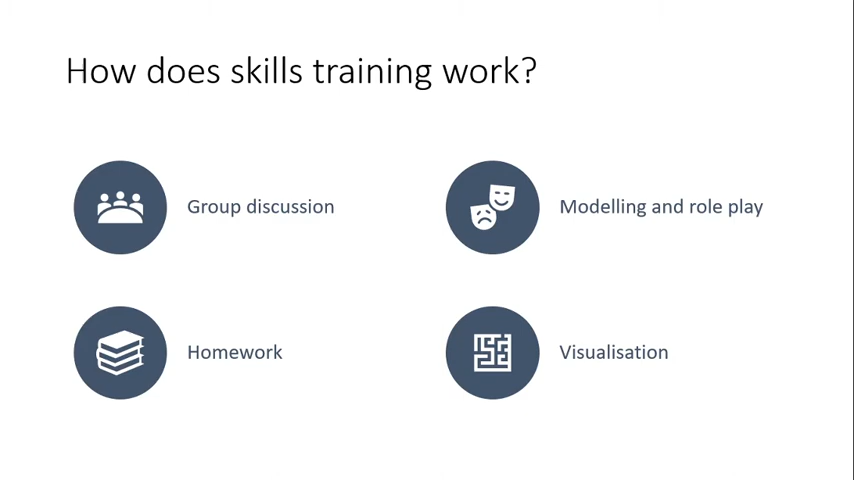 How does skills training work?
Group discussion
Modelling and role play
Homework
Visualisation